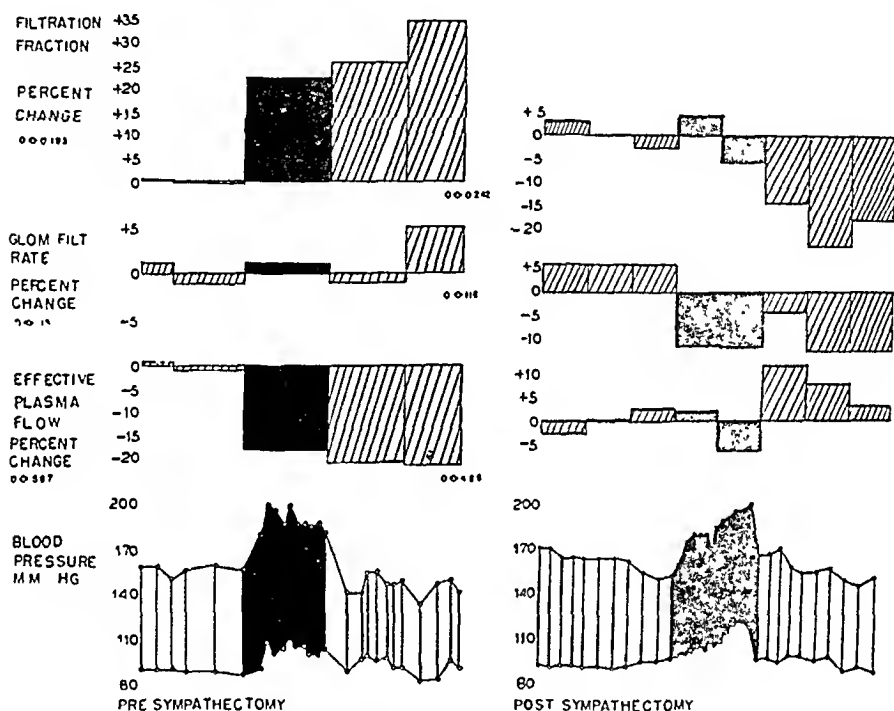 FILTRATION
FRACTION
PERCENT
CHANGE
+35
+30
+25
+20
+15
+10
+5
0
+5
0
-5
-10
-15
-20
GLOM FILT
RATE
PERCENT
CHANGE
+5
0
-5
+5
0
-5
-10
EFFECTIVE
PLASMA
FLOW
PERCENT
CHANGE
0
-5
-10
-15
-20
+10
+5
0
-5
BLOOD
PRESSURE
MM HG
200
170
140
110
80
200
170
140
110
80
PRE SYMPATHECTOMY
POST SYMPATHECTOMY